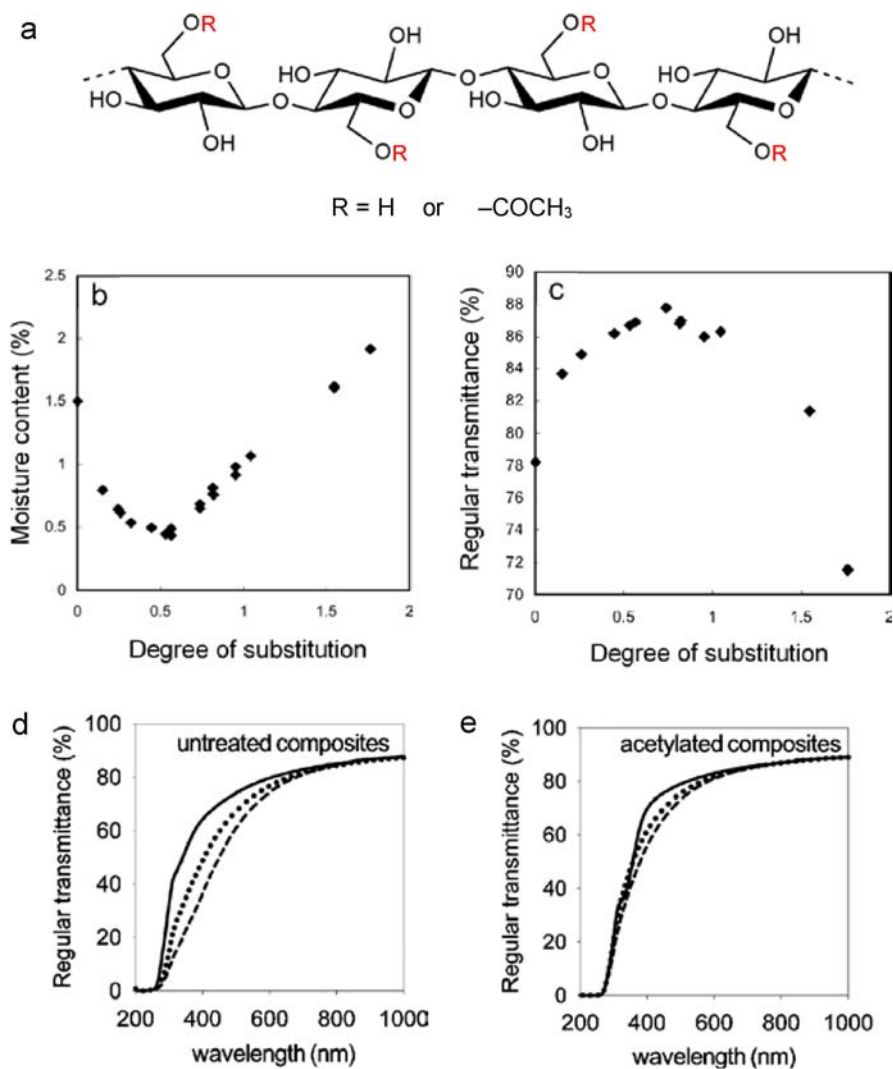 a
OR
OH
OR
O
HO
O
O
HO
O
HO
O
HO
O
HO
O
OH
OR
OH
OR
R = H or –COCH₃
b
2.5
2
1.5
1
0.5
0
Moisture content (%)
0 0.5 1 1.5 2
Degree of substitution
c
90
88
86
84
82
80
78
76
74
72
70
Regular transmittance (%)
0 0.5 1 1.5 2
Degree of substitution
d
untreated composites
100
80
60
40
20
0
Regular transmittance (%)
200 400 600 800 1000
wavelength (nm)
e
acetylated composites
100
80
60
40
20
0
Regular transmittance (%)
200 400 600 800 1000
wavelength (nm)